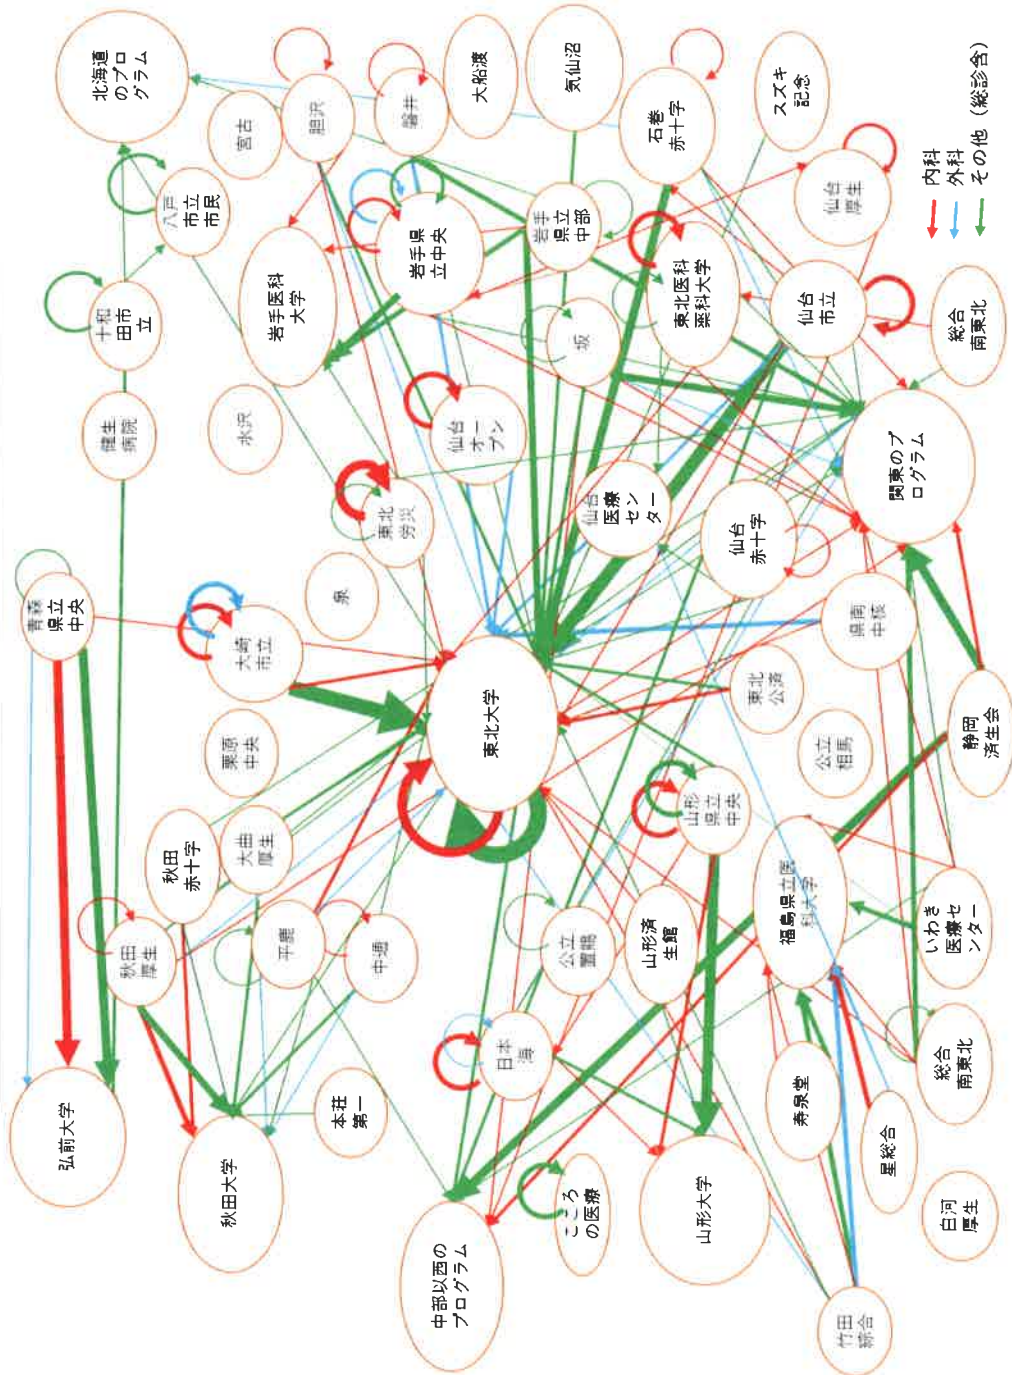 弘前大学
秋田大学
中部以西の
プログラム
こころ
の医療
山形大学
白河
厚生
竹田
綜合
秋田
厚生
秋田
赤十字
平鹿
中通
本荘
第一
日本
海
公立
置賜
山形済
生館
寿泉堂
星総合
総合
南東北
いわき
医療セ
ンター
福島県立医
科大学
山形
県立
中央
公立
相馬
静岡
済生会
大曲
厚生
栗原
中央
大崎
市立
東北大学
東北
公済
県南
中核
青森
県立
中央
泉
東北
労災
仙台
オー
プン
仙台
医療
セン
ター
仙台
赤十字
関東のプ
ログラム
健生
病院
水沢
十和
田市
立
八戸
市立
市民
岩手医科
大学
岩手県
立中央
岩手
県立
中部
坂
東北医科
薬科大学
仙台
市立
総合
南東北
北海道
のプロ
グラム
宮古
胆沢
磐井
大船渡
気仙沼
石巻
赤十字
スズキ
記念
仙台
厚生
内科
外科
その他（総診含）